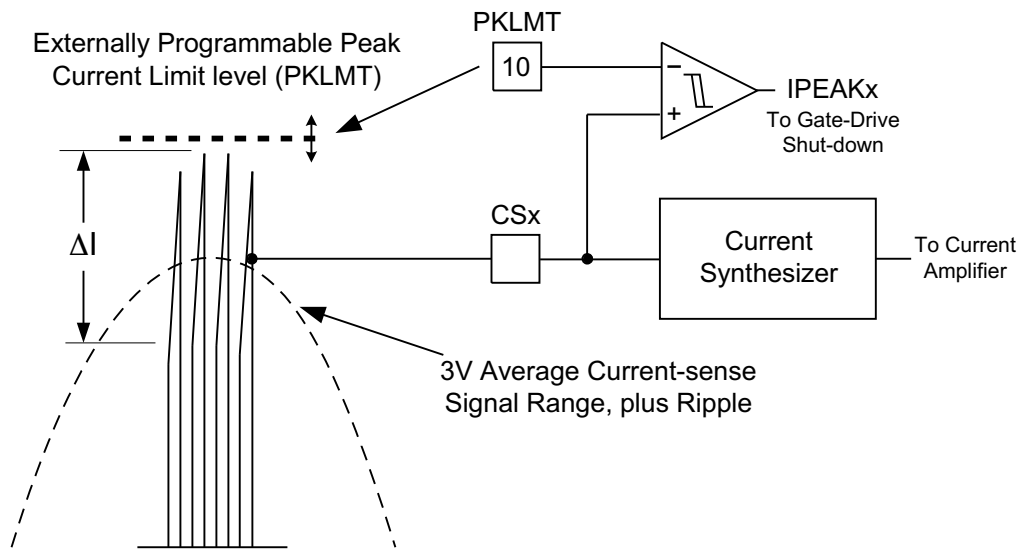 Externally Programmable Peak
Current Limit level (PKLMT)
PKLMT
10
−
+
IPEAKx
To Gate-Drive
Shut-down
ΔI
CSx
Current
Synthesizer
To Current
Amplifier
3V Average Current-sense
Signal Range, plus Ripple